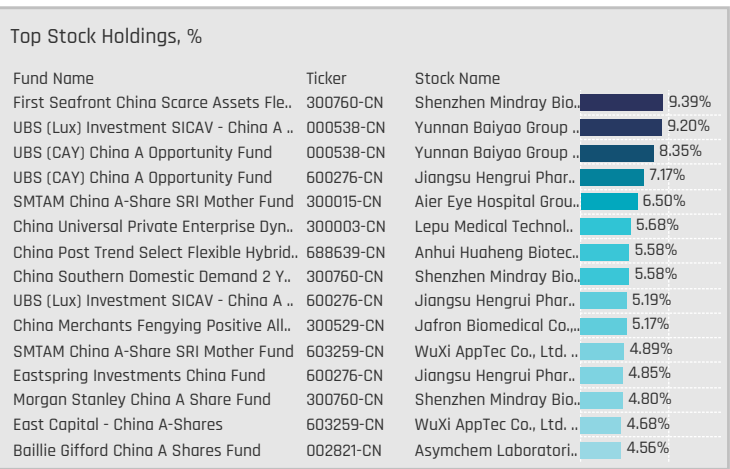 Top Stock Holdings, %
Fund Name Ticker Stock Name
First Seafront China Scarce Assets Fle.. 300760-CN Shenzhen Mindray Bio.. 9.39%
UBS (Lux) Investment SICAV - China A .. 000538-CN Yunnan Baiyao Group .. 9.20%
UBS (CAY) China A Opportunity Fund 000538-CN Yunnan Baiyao Group .. 8.35%
UBS (CAY) China A Opportunity Fund 600276-CN Jiangsu Hengrui Phar.. 7.17%
SMTAM China A-Share SRI Mother Fund 300015-CN Aier Eye Hospital Grou.. 6.50%
China Universal Private Enterprise Dyn.. 300003-CN Lepu Medical Technol.. 5.68%
China Post Trend Select Flexible Hybrid.. 688639-CN Anhui Huaheng Biotec.. 5.58%
China Southern Domestic Demand 2 Y.. 300760-CN Shenzhen Mindray Bio.. 5.58%
UBS (Lux) Investment SICAV - China A .. 600276-CN Jiangsu Hengrui Phar.. 5.19%
China Merchants Fengying Positive All.. 300529-CN Jafron Biomedical Co.,.. 5.17%
SMTAM China A-Share SRI Mother Fund 603259-CN WuXi AppTec Co., Ltd. .. 4.89%
Eastspring Investments China Fund 600276-CN Jiangsu Hengrui Phar.. 4.85%
Morgan Stanley China A Share Fund 300760-CN Shenzhen Mindray Bio.. 4.80%
East Capital - China A-Shares 603259-CN WuXi AppTec Co., Ltd. .. 4.68%
Baillie Gifford China A Shares Fund 002821-CN Asymchem Laboratori.. 4.56%